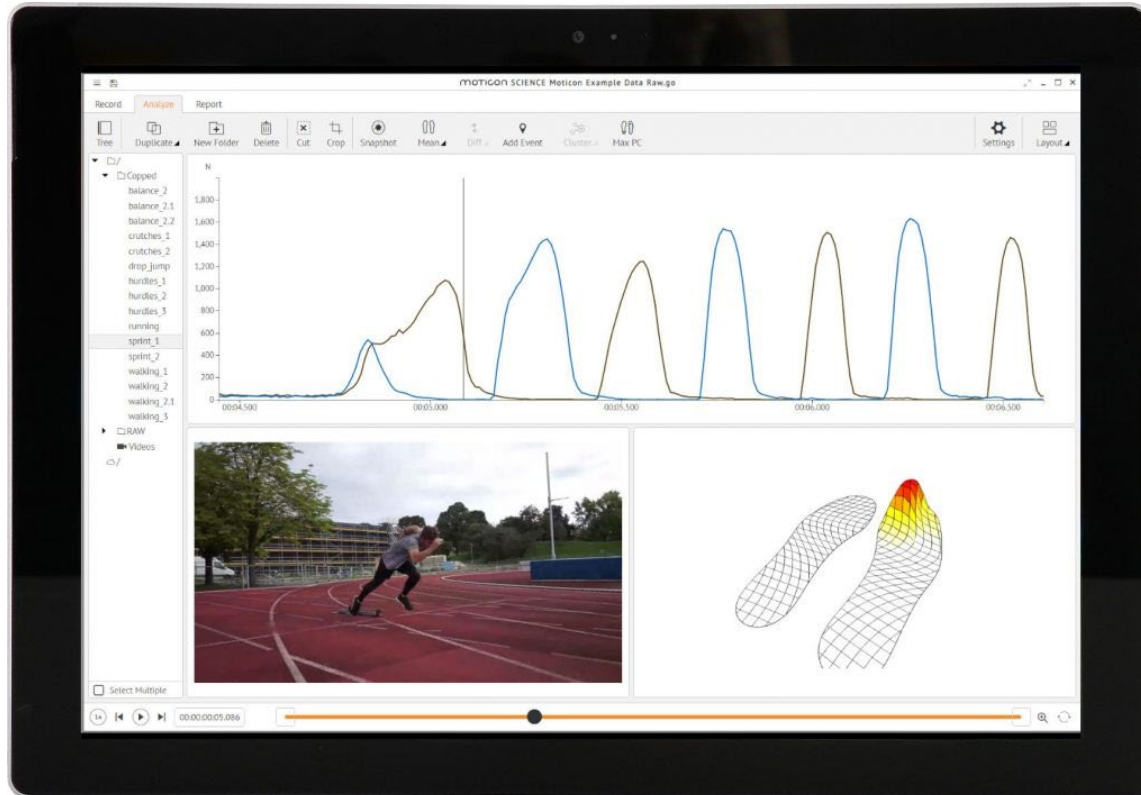 moticon SCIENCE Moticon Example Data Raw.go
Record Analyze Report
Tree Duplicate New Folder Delete Cut Crop Snapshot Mean Diff Add Event Cluster Max PC Settings Layout
/
Copped
balance_2
balance_2.1
balance_2.2
crutches_1
crutches_2
drop_jump
hurdles_1
hurdles_2
hurdles_3
running
sprint_1
sprint_2
walking_1
walking_2
walking_2.1
walking_3
RAW
Videos
/
Select Multiple
N
1,800
1,600
1,400
1,200
1,000
800
600
400
200
0
00:04.500 00:05.000 00:05.500 00:06.000 00:06.500
1x 00:00:00:05.086